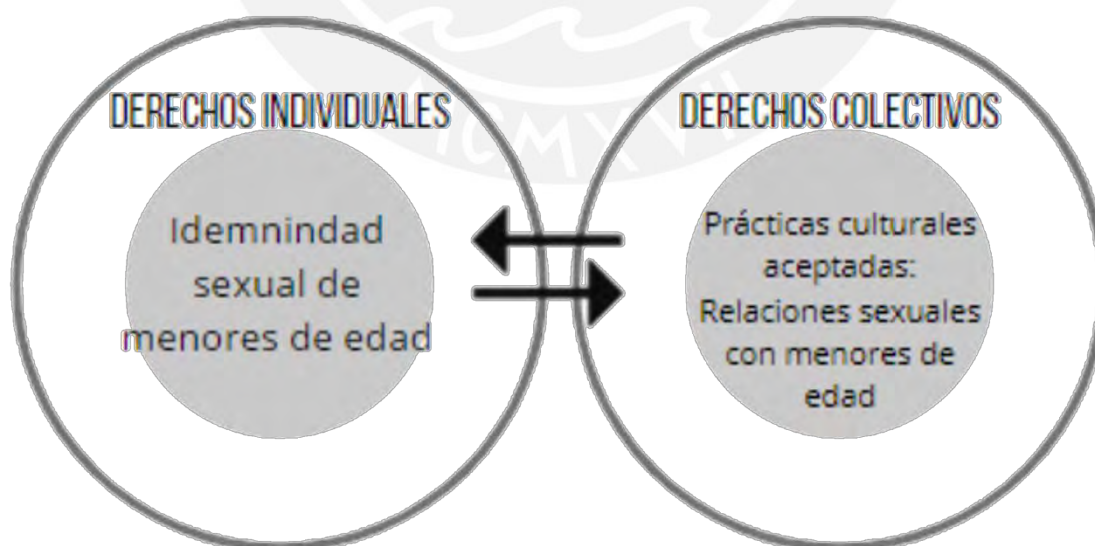 MCMXVII
DERECHOS INDIVIDUALES
Idemnindad
sexual de
menores de edad
DERECHOS COLECTIVOS
Prácticas culturales
aceptadas:
Relaciones sexuales
con menores de
edad